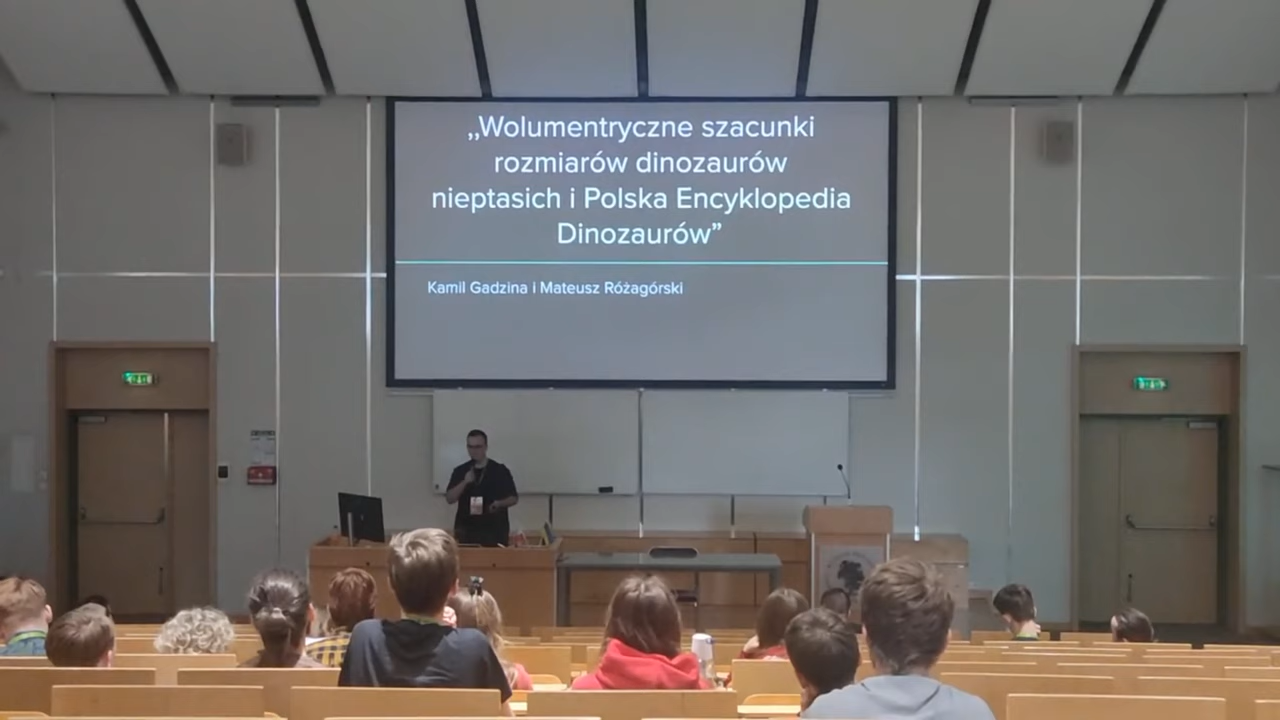 „Wolumentryczne szacunki
rozmiarów dinozaurów
nieptasich i Polska Encyklopedia
Dinozaurów”
Kamil Gadzina i Mateusz Różagórski